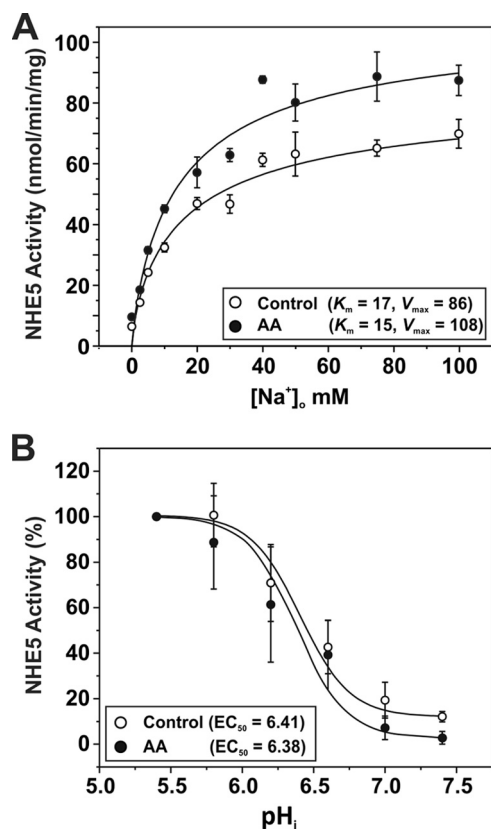 A
NHE5 Activity (nmol/min/mg)
100
80
60
40
20
0
Control (Km = 17, Vmax = 86)
AA (Km = 15, Vmax = 108)
0 20 40 60 80 100
[Na+]o mM
B
NHE5 Activity (%)
120
100
80
60
40
20
0
Control (EC50 = 6.41)
AA (EC50 = 6.38)
5.0 5.5 6.0 6.5 7.0 7.5
pHi